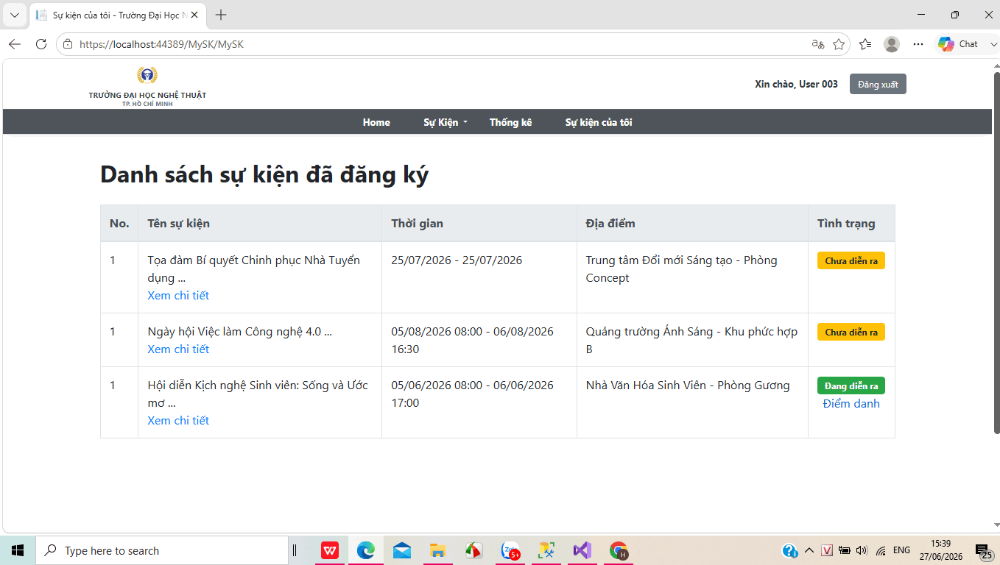 Sự kiện của tôi - Trường Đại Học N
https://localhost:44389/MySK/MySK
Chat
TRƯỜNG ĐẠI HỌC NGHỆ THUẬT
TP. HỒ CHÍ MINH
Xin chào, User 003
Đăng xuất
Home Sự Kiện Thống kê Sự kiện của tôi
Danh sách sự kiện đã đăng ký
No. Tên sự kiện Thời gian Địa điểm Tình trạng
1 Tọa đàm Bí quyết Chinh phục Nhà Tuyển 25/07/2026 - 25/07/2026 Trung tâm Đổi mới Sáng tạo - Phòng Chưa diễn ra
dụng ... Concept
Xem chi tiết
1 Ngày hội Việc làm Công nghệ 4.0 ... 05/08/2026 08:00 - 06/08/2026 Quảng trường Ánh Sáng - Khu phức hợp Chưa diễn ra
Xem chi tiết 16:30 B
1 Hội diễn Kịch nghệ Sinh viên: Sống và Ước 05/06/2026 08:00 - 06/06/2026 Nhà Văn Hóa Sinh Viên - Phòng Gương Đang diễn ra
mơ ... 17:00 Điểm danh
Xem chi tiết
Type here to search
5+
H
ENG
15:39
27/06/2026
25